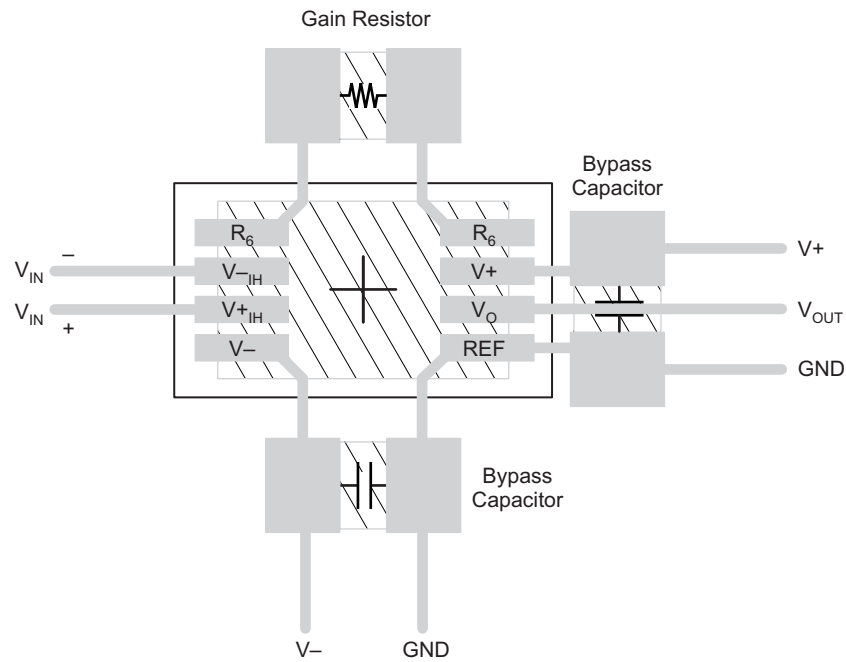 Gain Resistor
Bypass
Capacitor
R6
R6
–
VIN
V–IH
V+
V+
VIN
+
V+IH
VO
VOUT
V–
REF
GND
Bypass
Capacitor
V–
GND